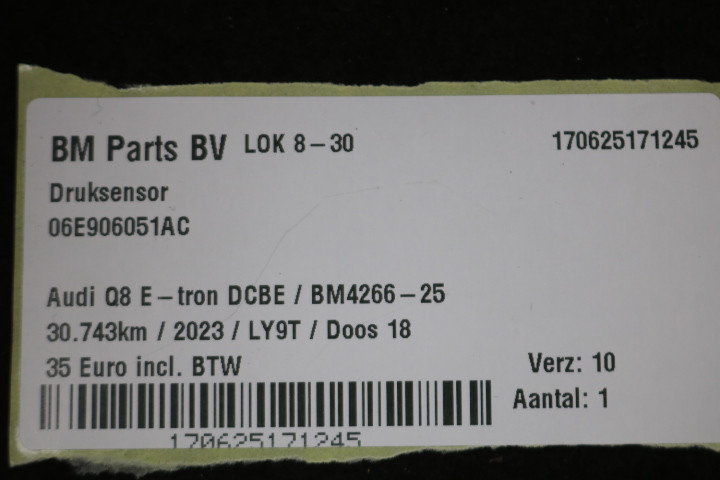 BM Parts BV LOK 8-30 170625171245
Druksensor
06E906051AC
Audi Q8 E-tron DCBE / BM4266-25
30.743km / 2023 / LY9T / Doos 18
35 Euro incl. BTW Verz: 10
Aantal: 1
170625171245